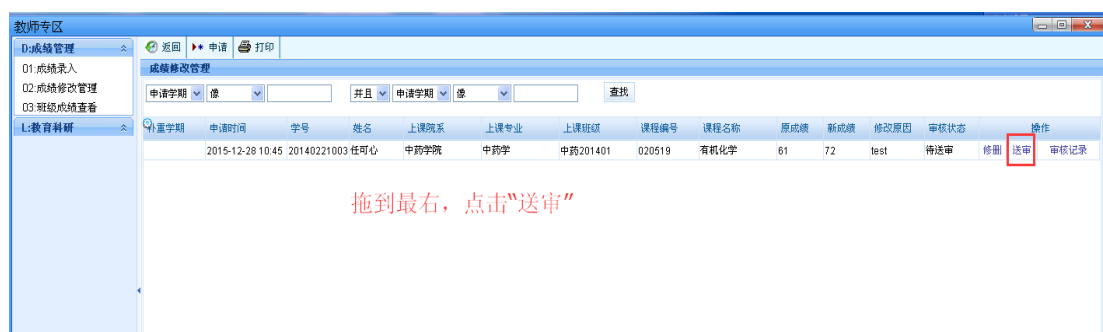 教师专区
D:成绩管理
返回 申请 打印
01:成绩录入
成绩修改管理
02:成绩修改管理
申请学期 像 并且 申请学期 像 查找
03:班级成绩查看
L:教育科研
补重学期 申请时间 学号 姓名 上课院系 上课专业 上课班级 课程编号 课程名称 原成绩 新成绩 修改原因 审核状态 操作
2015-12-28 10:45 20140221003 任可心 中药学院 中药学 中药201401 020519 有机化学 61 72 test 待送审 修删 送审 审核记录
拖到最右，点击“送审”